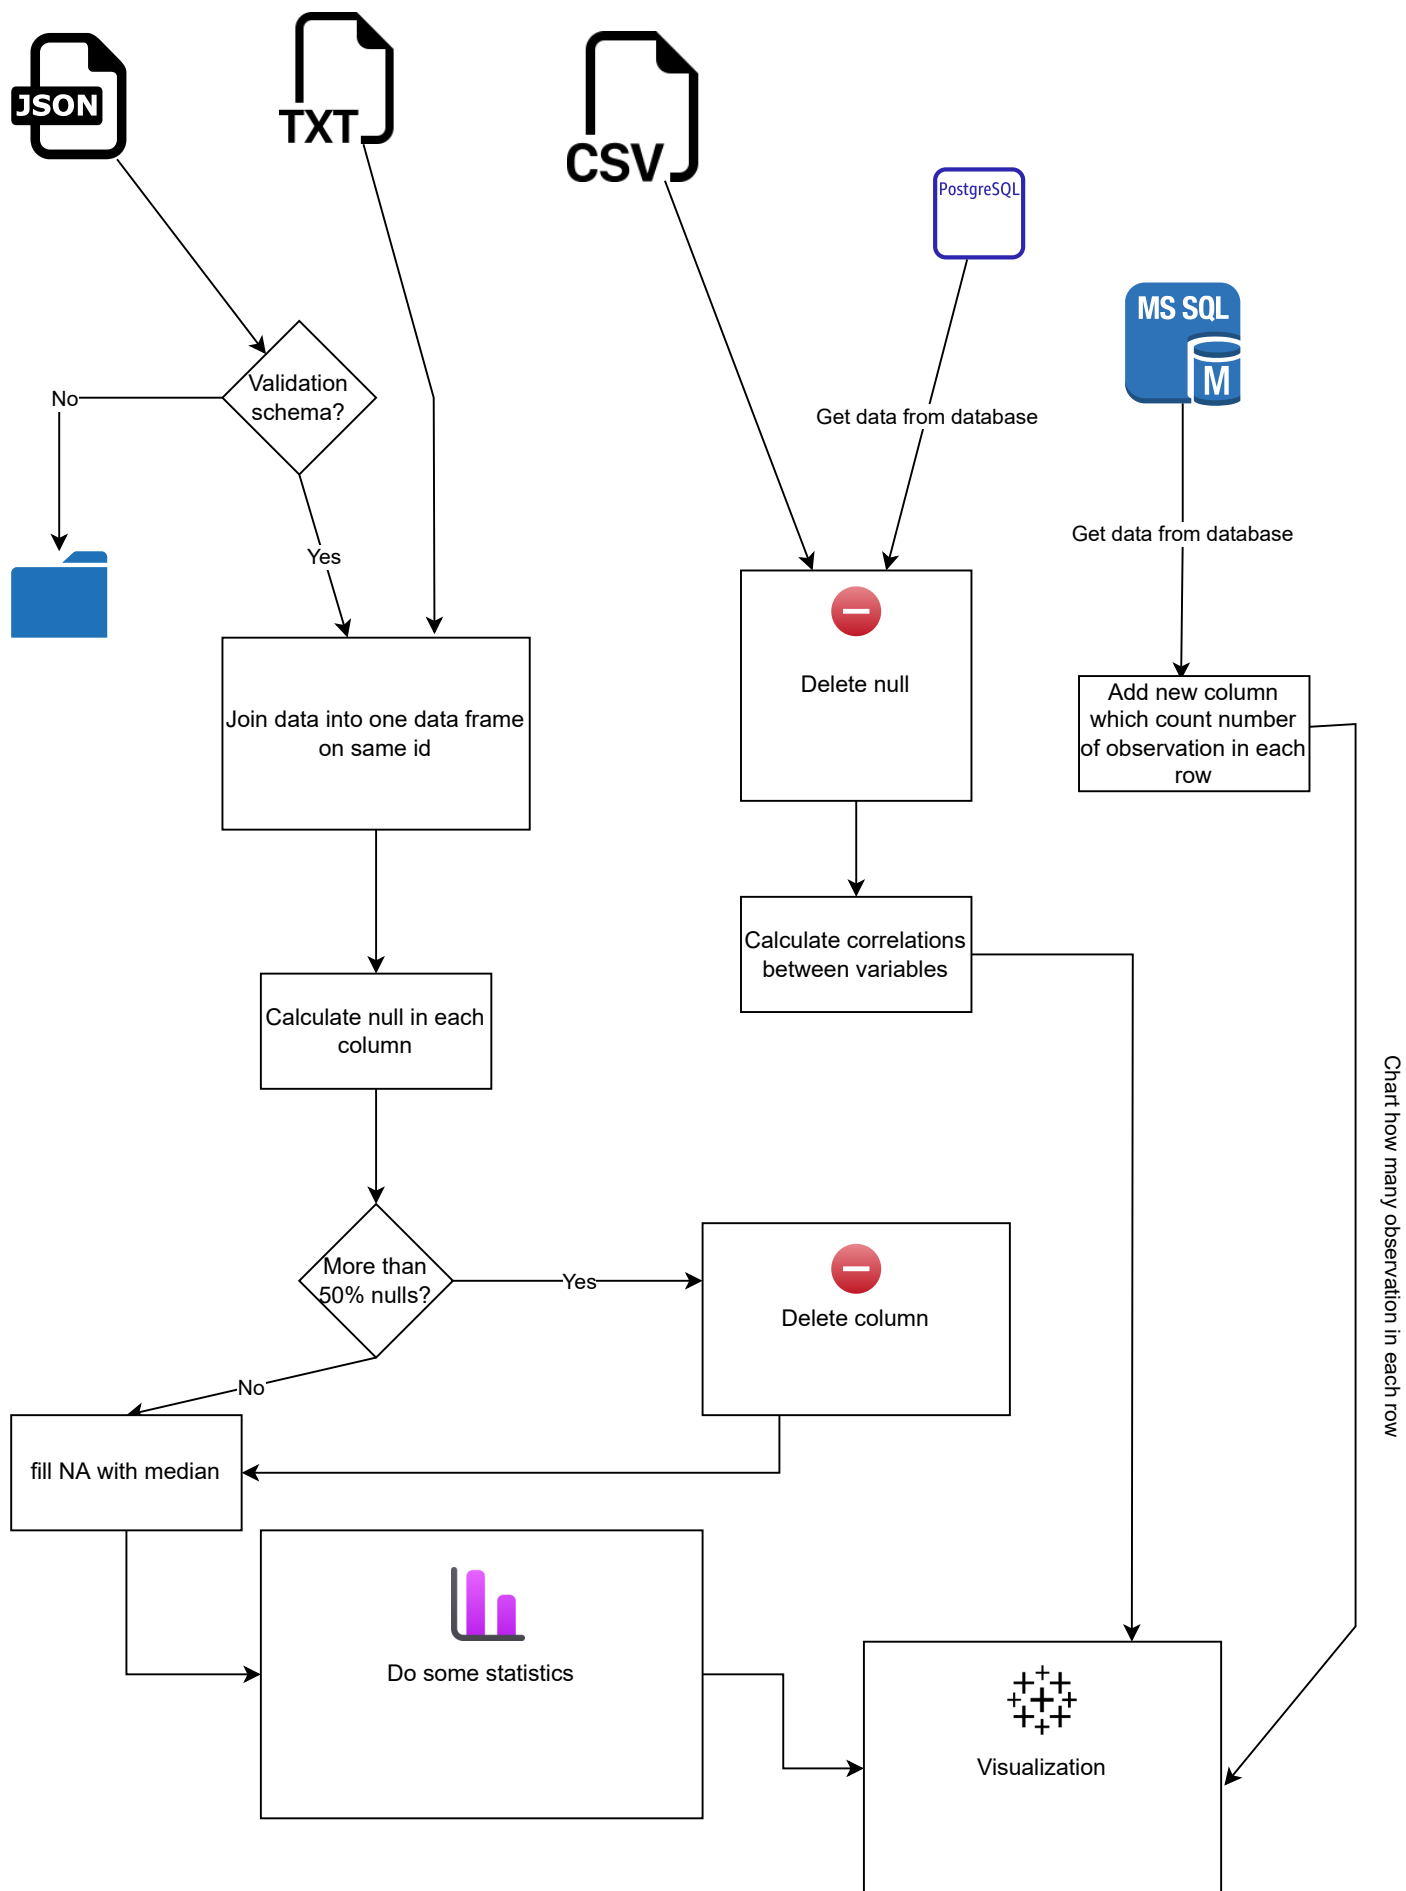 JSON
TXT
CSV
PostgreSQL
MS SQL
M
Validation
schema?
No
Yes
Get data from database
Get data from database
Join data into one data frame
on same id
Delete null
Add new column
which count number
of observation in each
row
Calculate correlations
between variables
Calculate null in each
column
Chart how many observation in each row
More than
50% nulls?
Yes
Delete column
No
fill NA with median
Do some statistics
Visualization